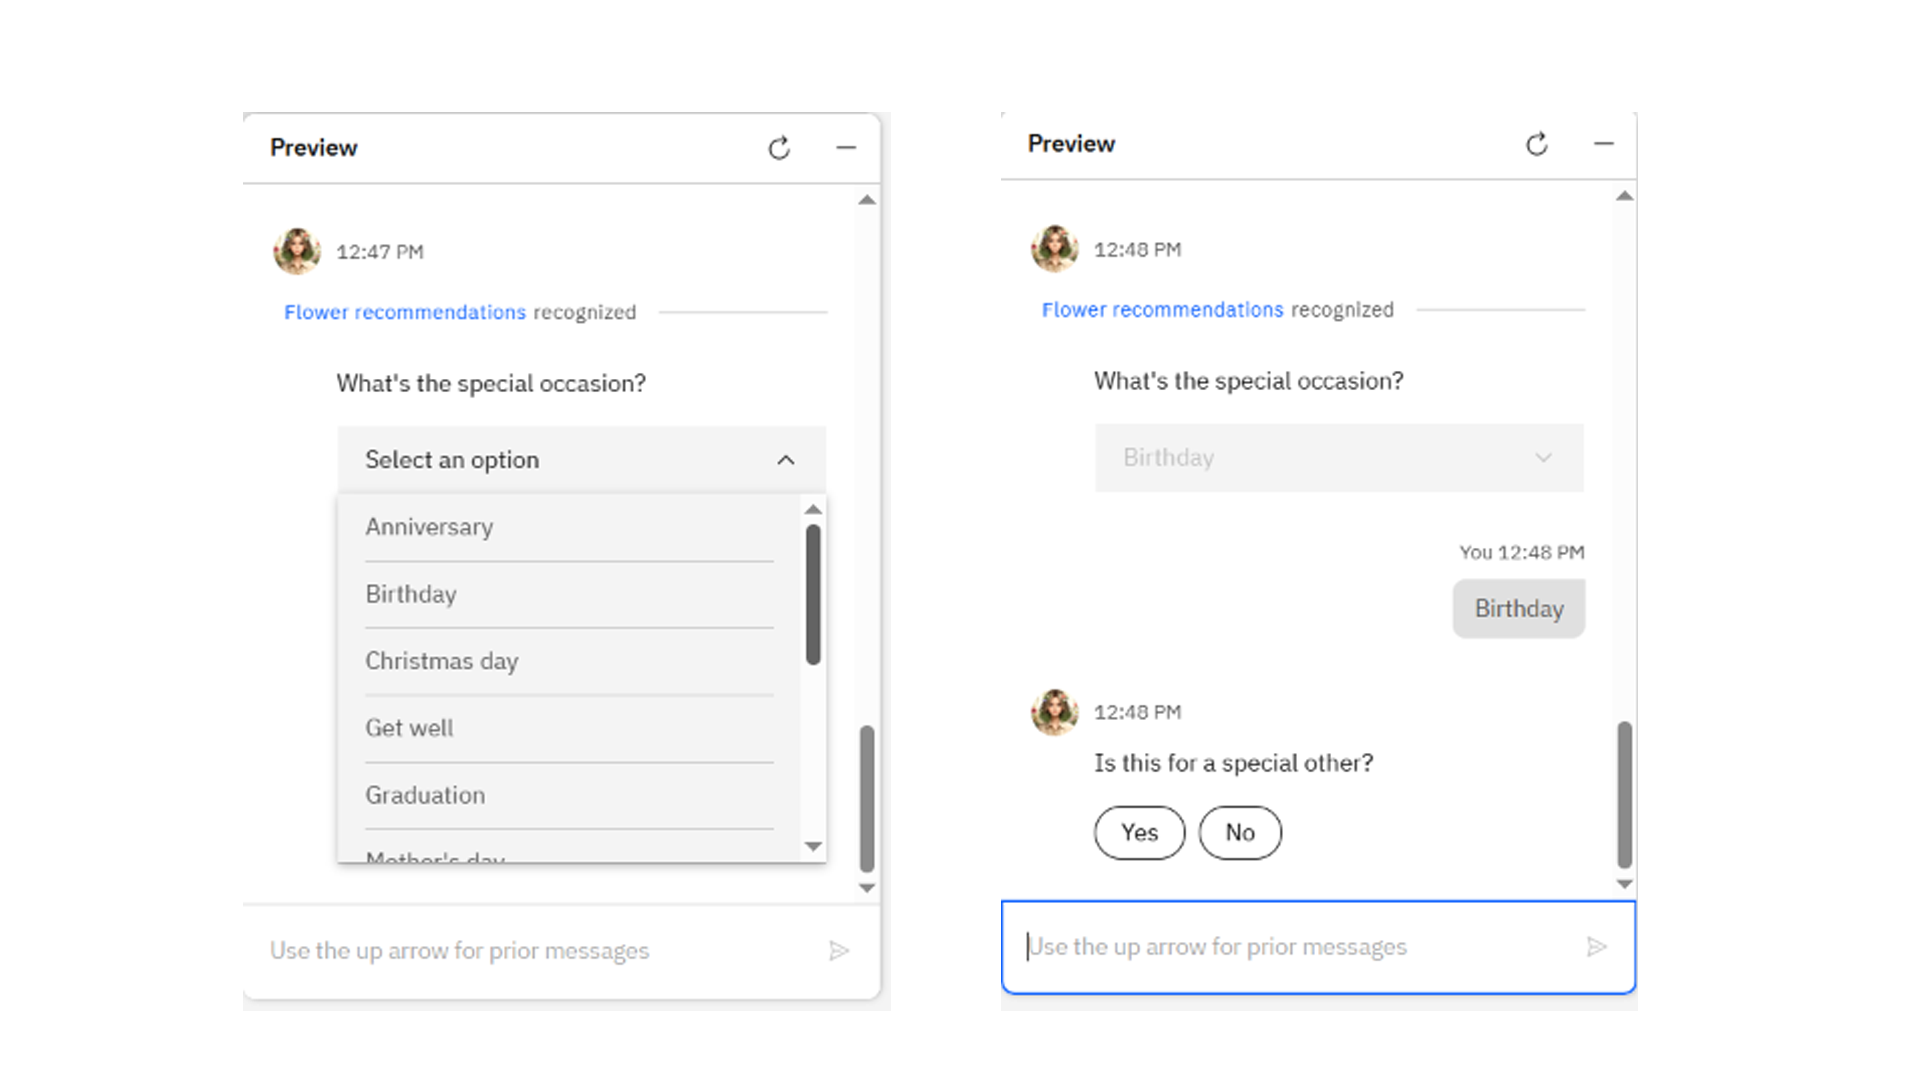 Preview
12:47 PM
Flower recommendations recognized
What's the special occasion?
Select an option
Anniversary
Birthday
Christmas day
Get well
Graduation
Mother's day
Use the up arrow for prior messages
Preview
12:48 PM
Flower recommendations recognized
What's the special occasion?
Birthday
You 12:48 PM
Birthday
12:48 PM
Is this for a special other?
Yes No
Use the up arrow for prior messages